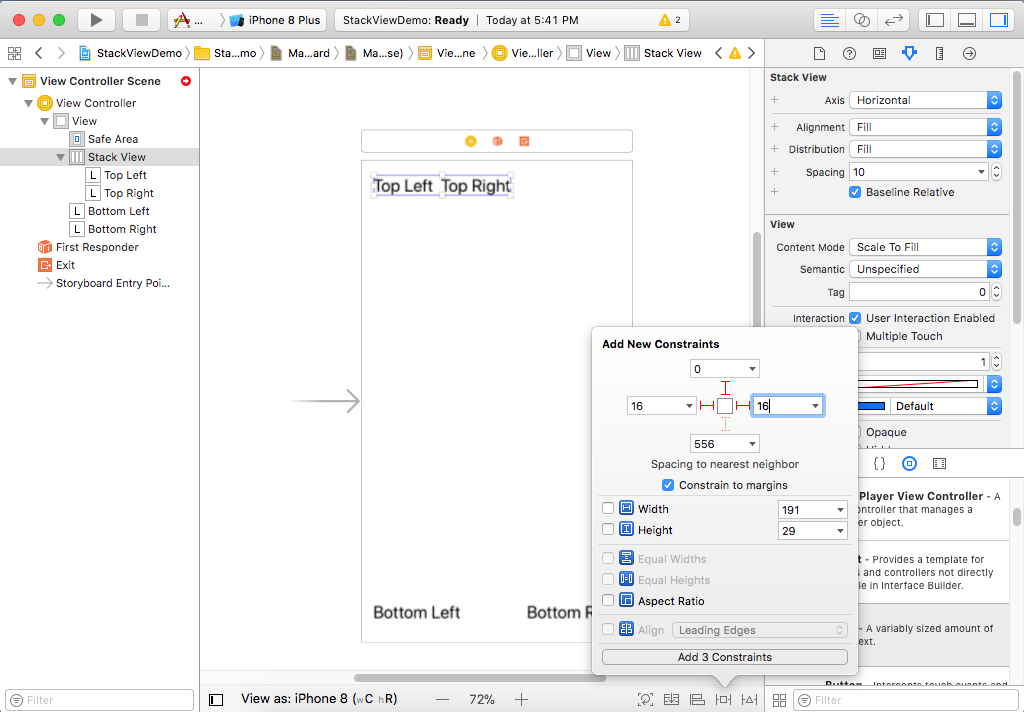 ... iPhone 8 Plus StackViewDemo: Ready | Today at 5:41 PM 2
StackViewDemo Sta...mo Ma...ard Ma...se) Vie...ne Vie...ller View Stack View
View Controller Scene
View Controller
View
Safe Area
Stack View
L Top Left
L Top Right
L Bottom Left
L Bottom Right
First Responder
Exit
Storyboard Entry Poi...
Filter
Top Left Top Right
Bottom Left Bottom R
View as: iPhone 8 (wC hR) — 72% +
Add New Constraints
0
16 16
556
Spacing to nearest neighbor
Constrain to margins
Width 191
Height 29
Equal Widths
Equal Heights
Aspect Ratio
Align Leading Edges
Add 3 Constraints
Stack View
+ Axis Horizontal
+ Alignment Fill
+ Distribution Fill
+ Spacing 10
+ Baseline Relative
View
Content Mode Scale To Fill
Semantic Unspecified
Tag 0
Interaction User Interaction Enabled
Multiple Touch
1
Default
Opaque
{}
Player View Controller - A
ontroller that manages a
er object.
t - Provides a template for
s and controllers not directly
le in Interface Builder.
- A variably sized amount of
ext.
Button - Intercepts touch events and
Filter